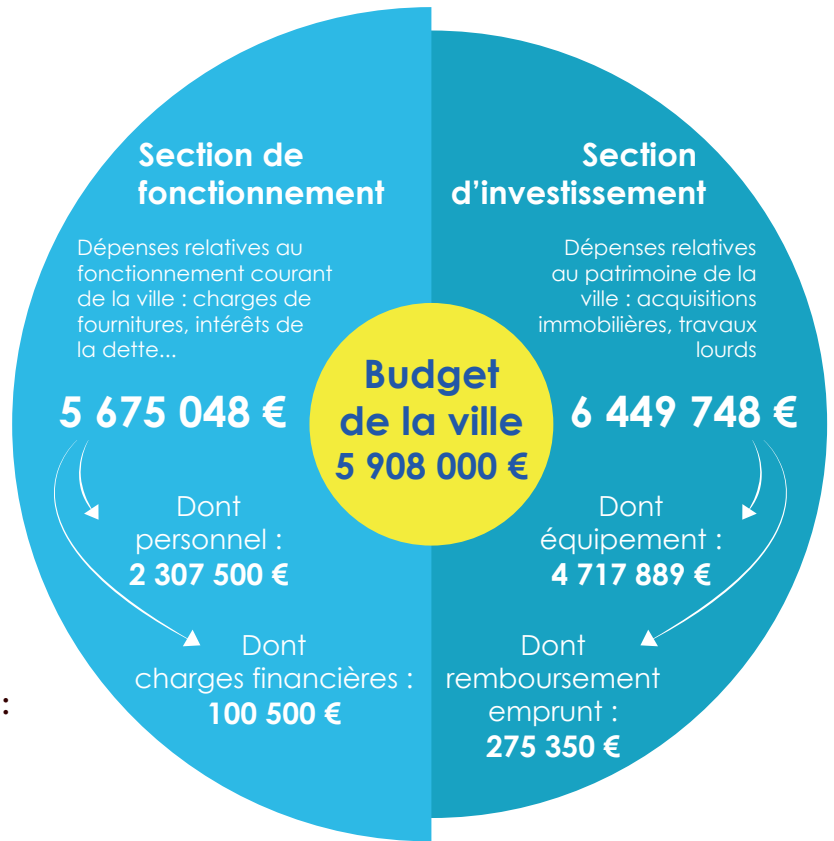 Section de
fonctionnement
Dépenses relatives au
fonctionnement courant
de la ville : charges de
fournitures, intérêts de
la dette...
5 675 048 €
Dont
personnel :
2 307 500 €
Dont
charges financières :
100 500 €
:
Budget
de la ville
5 908 000 €
Section
d'investissement
Dépenses relatives
au patrimoine de la
ville : acquisitions
immobilières, travaux
lourds
6 449 748 €
Dont
équipement :
4 717 889 €
Dont
remboursement
emprunt :
275 350 €